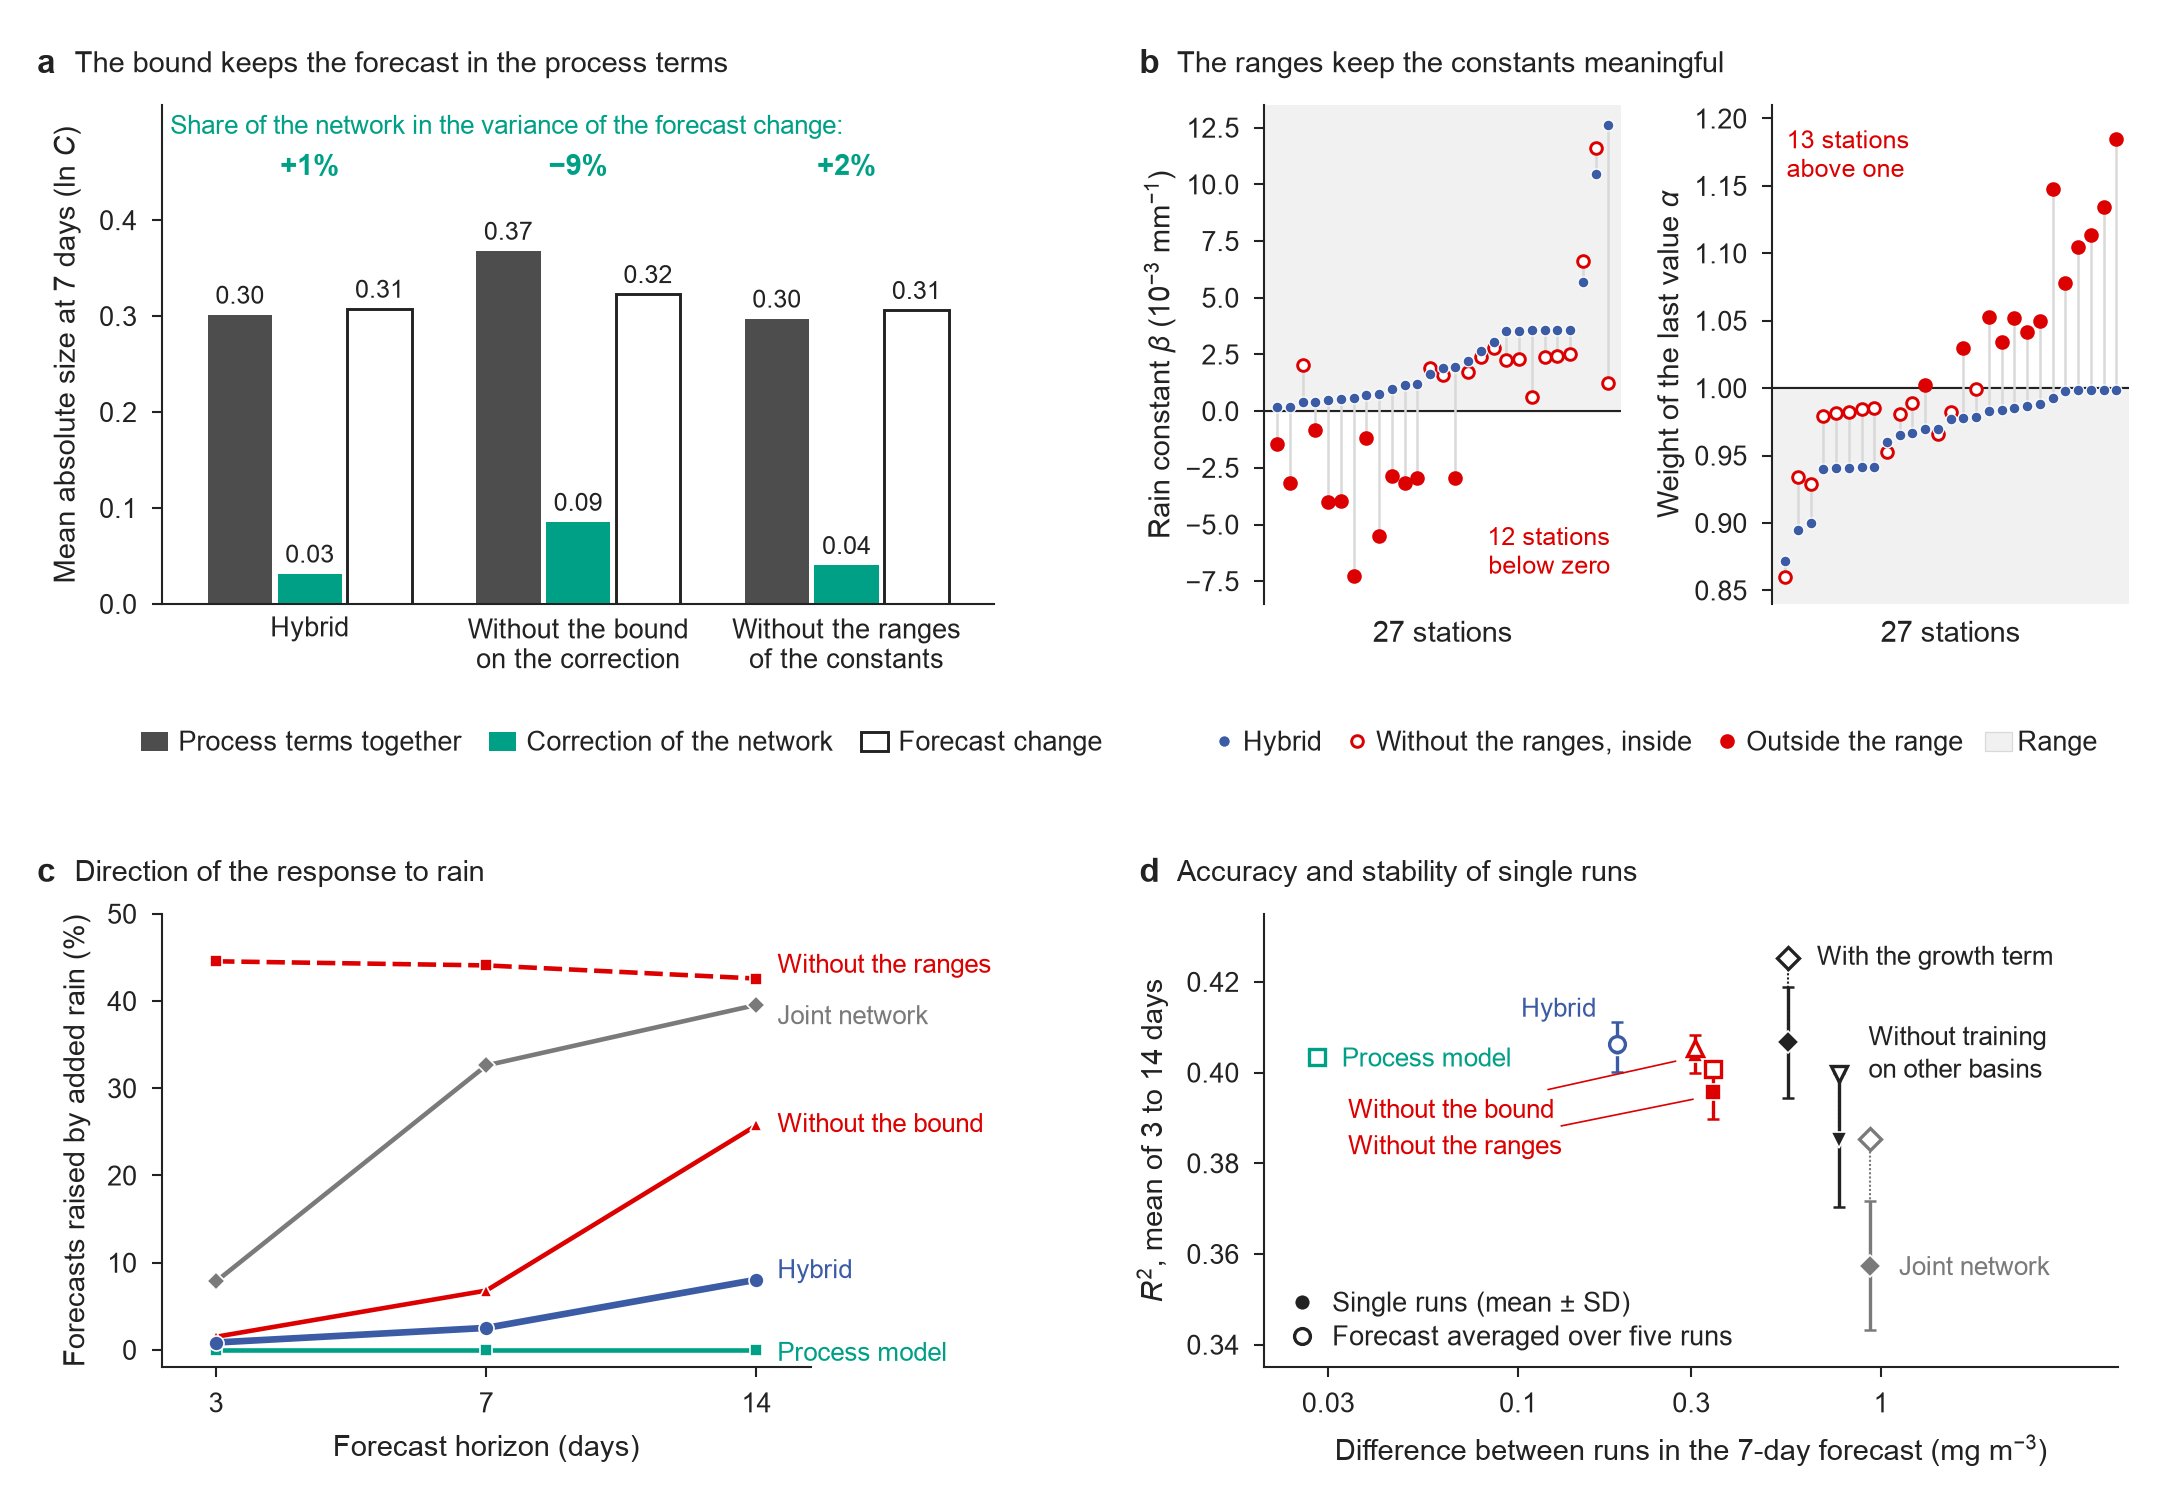 a The bound keeps the forecast in the process terms
Share of the network in the variance of the forecast change:
+1%
−9%
+2%
Mean absolute size at 7 days (ln C)
0.4
0.3
0.2
0.1
0.0
0.30
0.03
0.31
0.37
0.09
0.32
0.30
0.04
0.31
Hybrid
Without the bound
on the correction
Without the ranges
of the constants
Process terms together
Correction of the network
Forecast change
b The ranges keep the constants meaningful
Rain constant β (10⁻³ mm⁻¹)
12.5
10.0
7.5
5.0
2.5
0.0
−2.5
−5.0
−7.5
12 stations
below zero
27 stations
Weight of the last value α
1.20
1.15
1.10
1.05
1.00
0.95
0.90
0.85
13 stations
above one
27 stations
Hybrid
Without the ranges, inside
Outside the range
Range
c Direction of the response to rain
Forecasts raised by added rain (%)
50
40
30
20
10
0
Without the ranges
Joint network
Without the bound
Hybrid
Process model
3
7
14
Forecast horizon (days)
d Accuracy and stability of single runs
R², mean of 3 to 14 days
0.42
0.40
0.38
0.36
0.34
With the growth term
Hybrid
Without training
on other basins
Process model
Without the bound
Without the ranges
Joint network
Single runs (mean ± SD)
Forecast averaged over five runs
0.03
0.1
0.3
1
Difference between runs in the 7-day forecast (mg m⁻³)